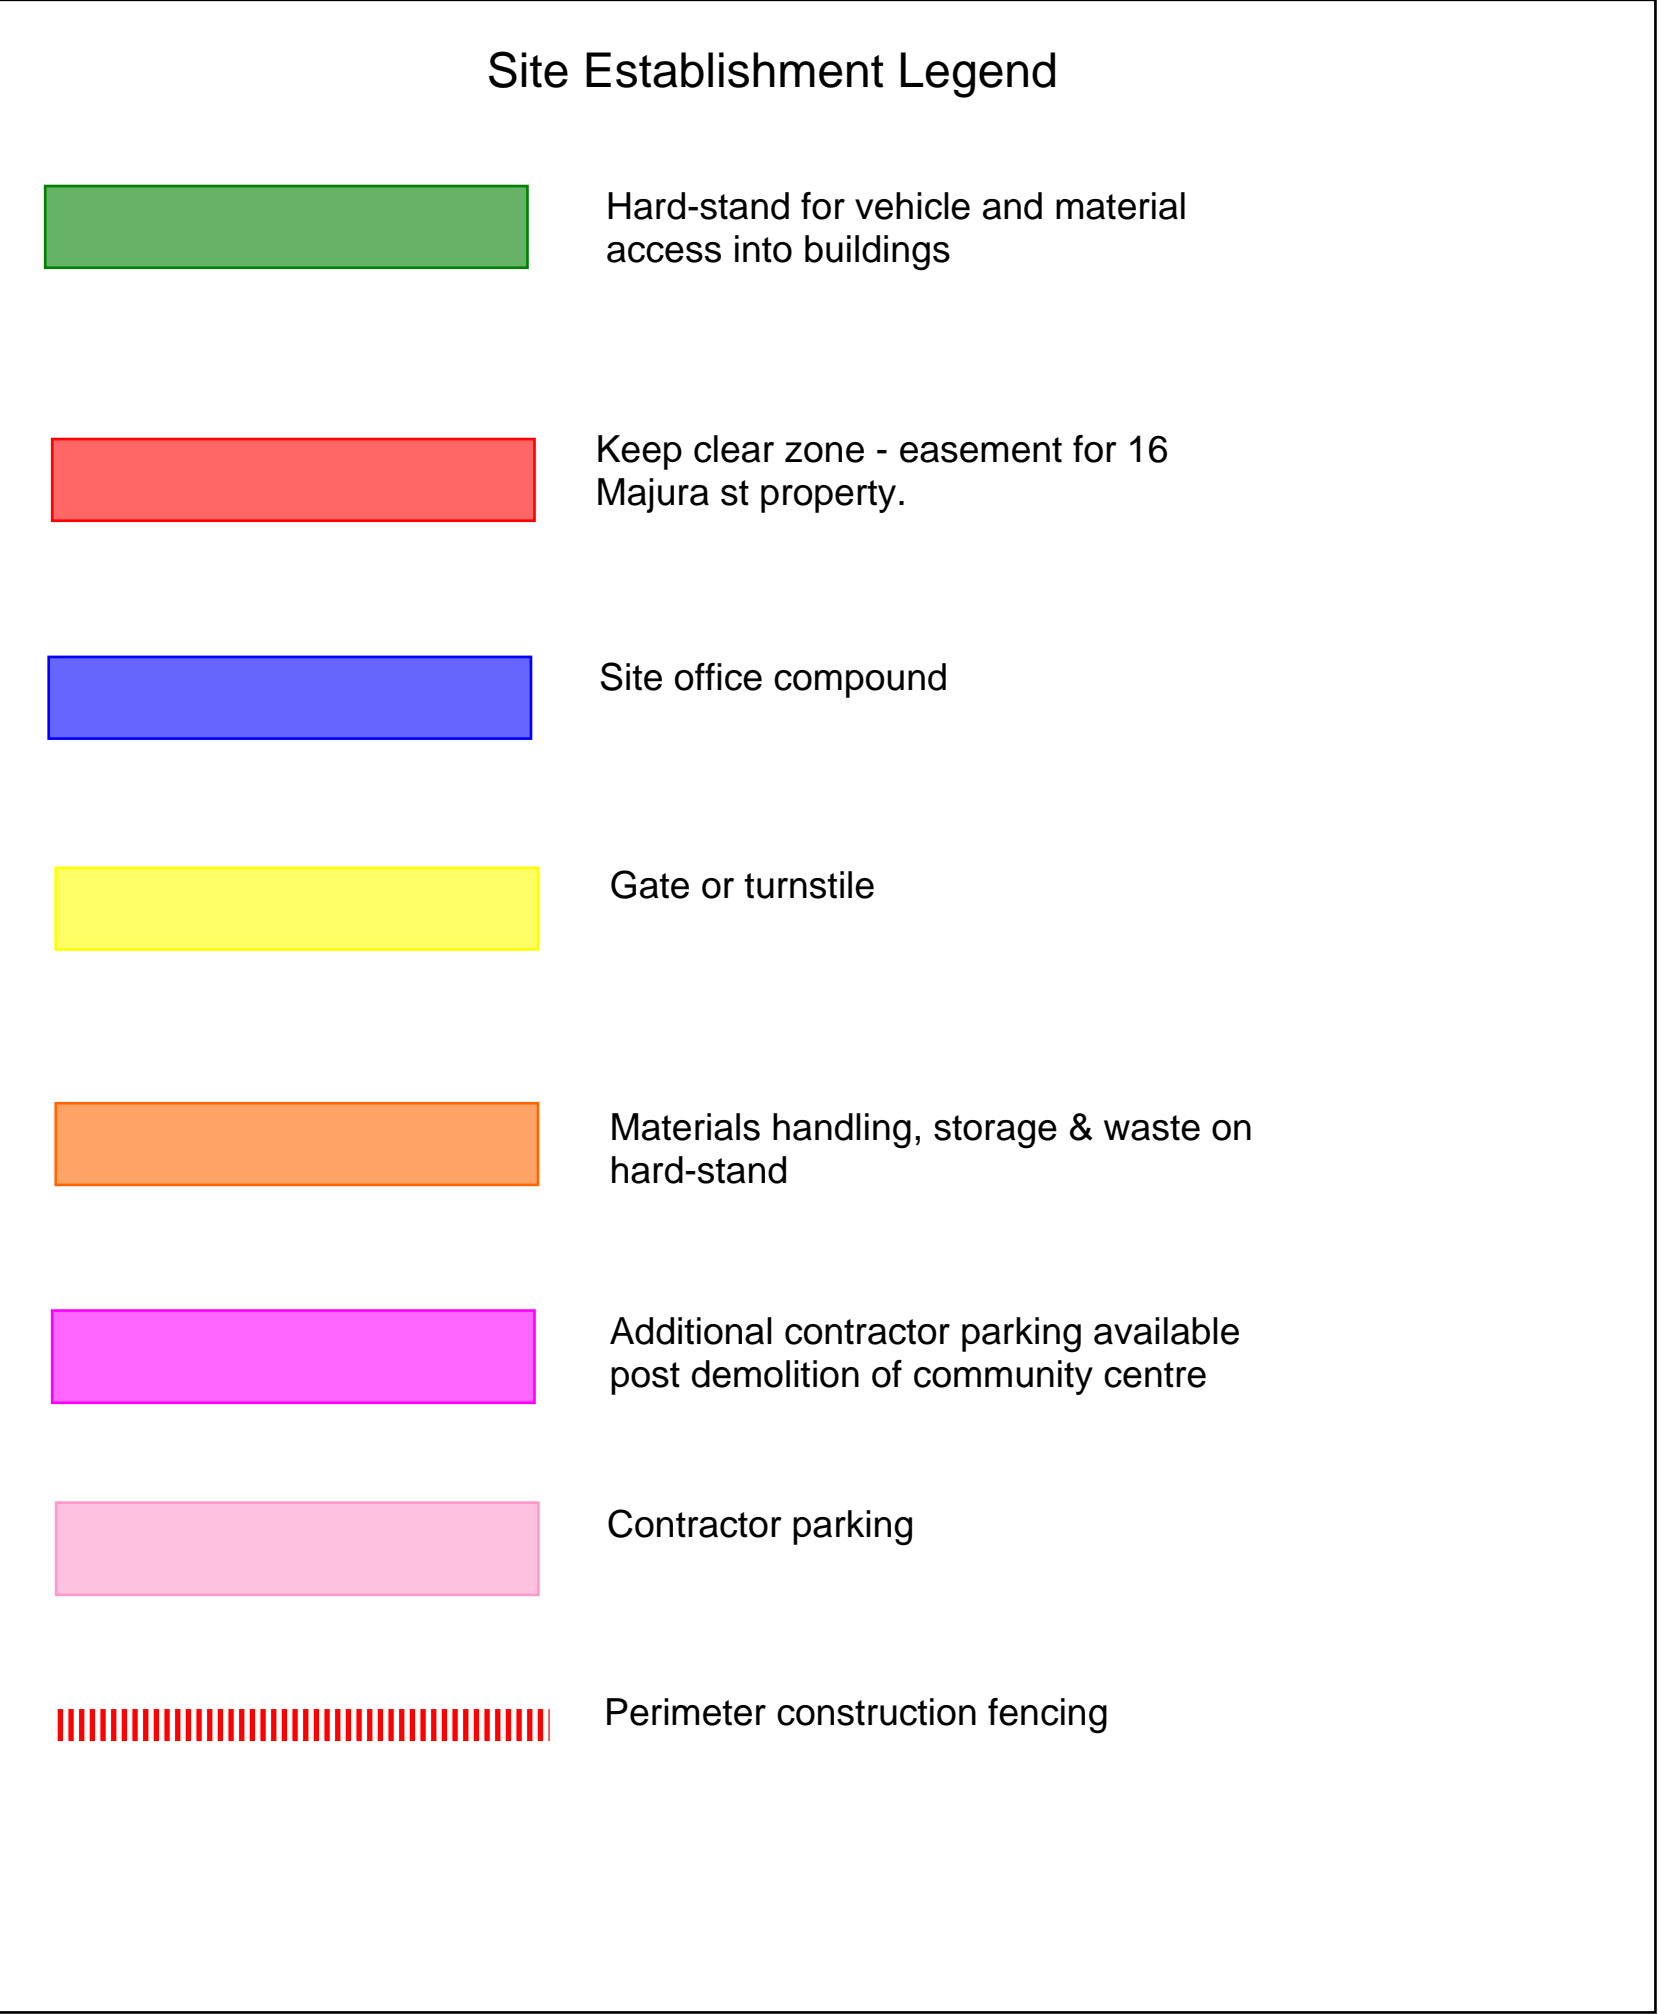 Site Establishment Legend
Hard-stand for vehicle and material
access into buildings
Keep clear zone - easement for 16
Majura st property.
Site office compound
Gate or turnstile
Materials handling, storage & waste on
hard-stand
Additional contractor parking available
post demolition of community centre
Contractor parking
Perimeter construction fencing